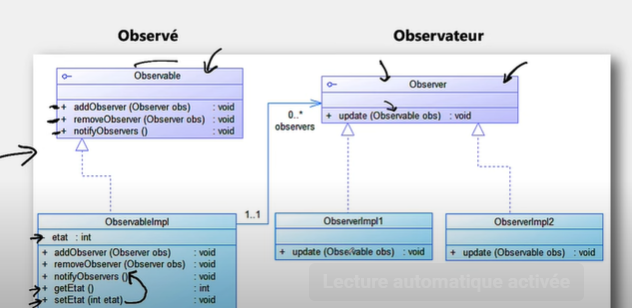 Observé
Observateur
Observable
+ addObserver (Observer obs) : void
+ removeObserver (Observer obs) : void
+ notifyObservers () : void
Observer
+ update (Observable obs) : void
0..*
observers
1..1
ObservableImpl
etat : int
+ addObserver (Observer obs) : void
+ removeObserver (Observer obs) : void
+ notifyObservers () : void
+ getEtat () : int
+ setEtat (int etat) : void
ObserverImpl1
+ update (Observable obs) : void
ObserverImpl2
+ update (Observable obs) : void
Lecture automatique activée